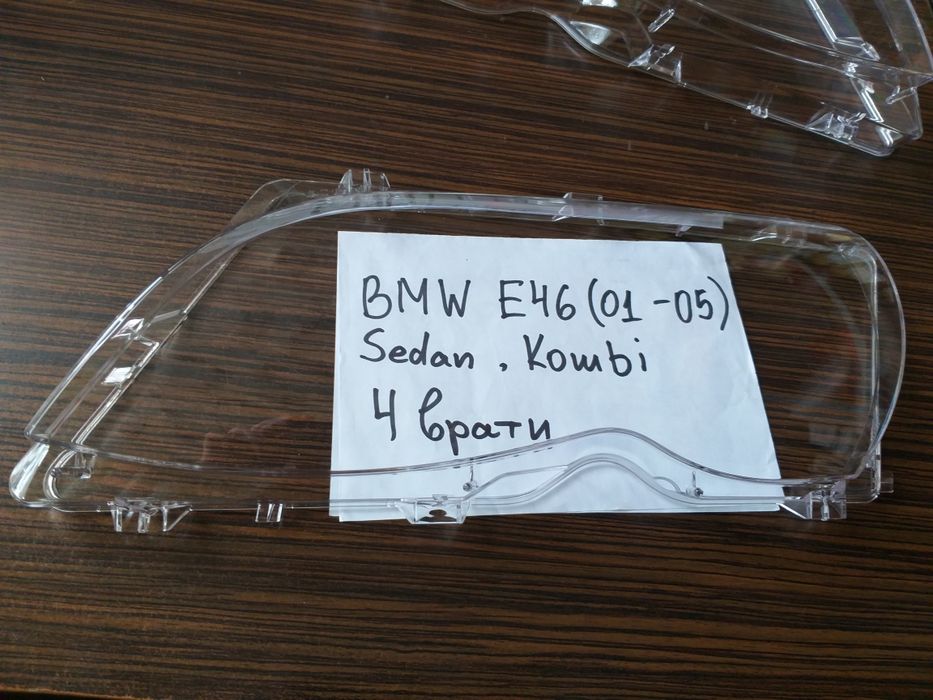 BMW E46 (01-05)
Sedan, Kombi
4 врати